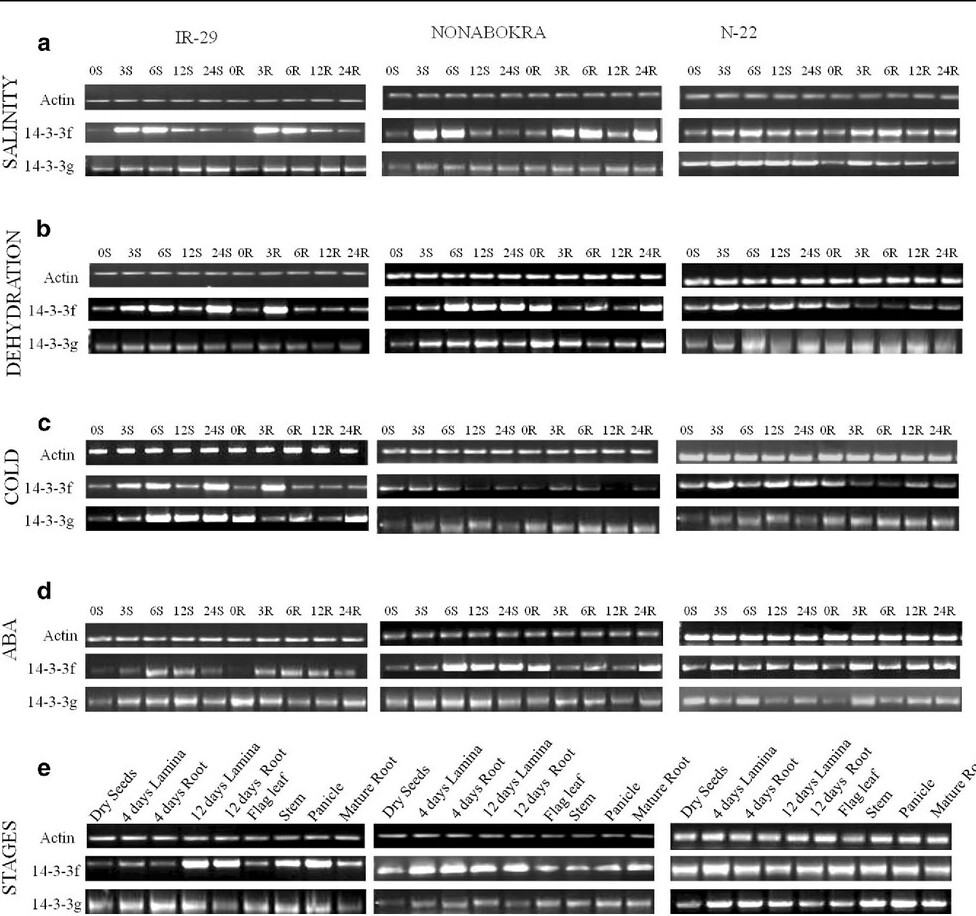 a
IR-29 NONABOKRA N-22
SALINITY
0S 3S 6S 12S 24S 0R 3R 6R 12R 24R 0S 3S 6S 12S 24S 0R 3R 6R 12R 24R 0S 3S 6S 12S 24S 0R 3R 6R 12R 24R
Actin
14-3-3f
14-3-3g
b
DEHYDRATION
0S 3S 6S 12S 24S 0R 3R 6R 12R 24R 0S 3S 6S 12S 24S 0R 3R 6R 12R 24R 0S 3S 6S 12S 24S 0R 3R 6R 12R 24R
Actin
14-3-3f
14-3-3g
c
COLD
0S 3S 6S 12S 24S 0R 3R 6R 12R 24R 0S 3S 6S 12S 24S 0R 3R 6R 12R 24R 0S 3S 6S 12S 24S 0R 3R 6R 12R 24R
Actin
14-3-3f
14-3-3g
d
ABA
0S 3S 6S 12S 24S 0R 3R 6R 12R 24R 0S 3S 6S 12S 24S 0R 3R 6R 12R 24R 0S 3S 6S 12S 24S 0R 3R 6R 12R 24R
Actin
14-3-3f
14-3-3g
e
STAGES
Dry Seeds 4 days Lamina 4 days Root 12 days Lamina 12 days Root Flag leaf Stem Panicle Mature Root Dry Seeds 4 days Lamina 4 days Root 12 days Lamina 12 days Root Flag leaf Stem Panicle Mature Root Dry Seeds 4 days Lamina 4 days Root 12 days Lamina 12 days Root Flag leaf Stem Panicle Mature Ro
Actin
14-3-3f
14-3-3g